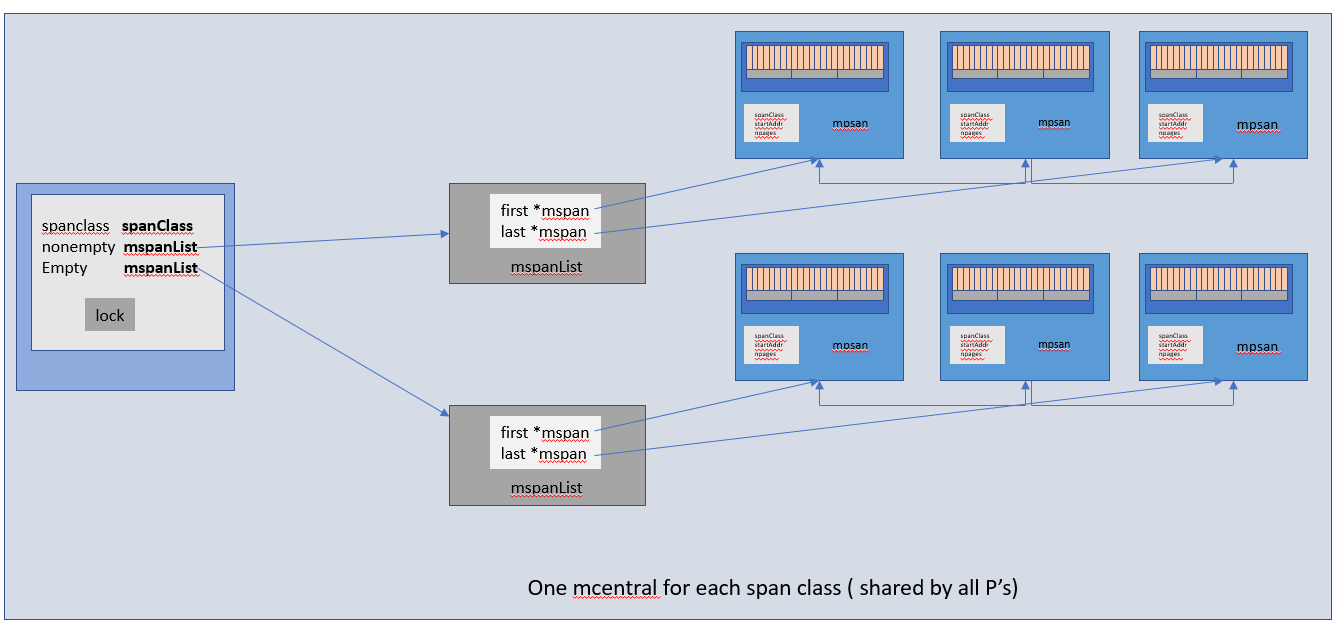 spanClass
startAddr
npages
mpsan
spanClass
startAddr
npages
mpsan
spanClass
startAddr
npages
mpsan
spanclass spanClass
nonempty mspanList
Empty mspanList
lock
first *mspan
last *mspan
mspanList
spanClass
startAddr
npages
mpsan
spanClass
startAddr
npages
mpsan
spanClass
startAddr
npages
mpsan
first *mspan
last *mspan
mspanList
One mcentral for each span class ( shared by all P’s)